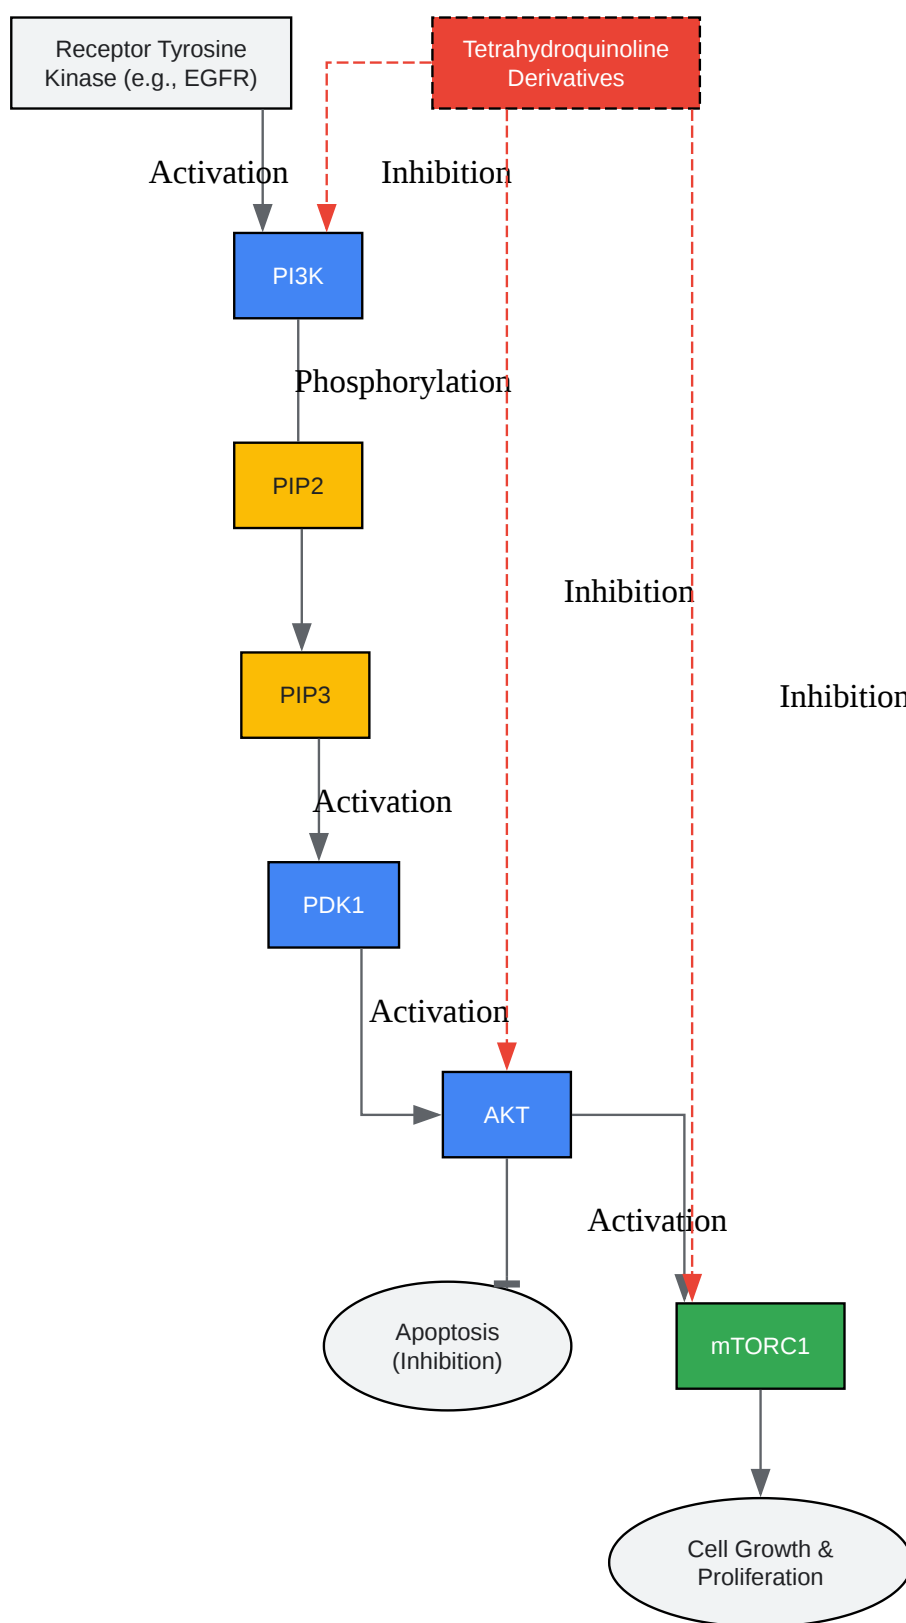 Receptor Tyrosine
Kinase (e.g., EGFR)
Tetrahydroquinoline
Derivatives
Activation
Inhibition
PI3K
Phosphorylation
PIP2
Inhibition
PIP3
Inhibition
Activation
PDK1
Activation
AKT
Activation
Apoptosis
(Inhibition)
mTORC1
Cell Growth &
Proliferation